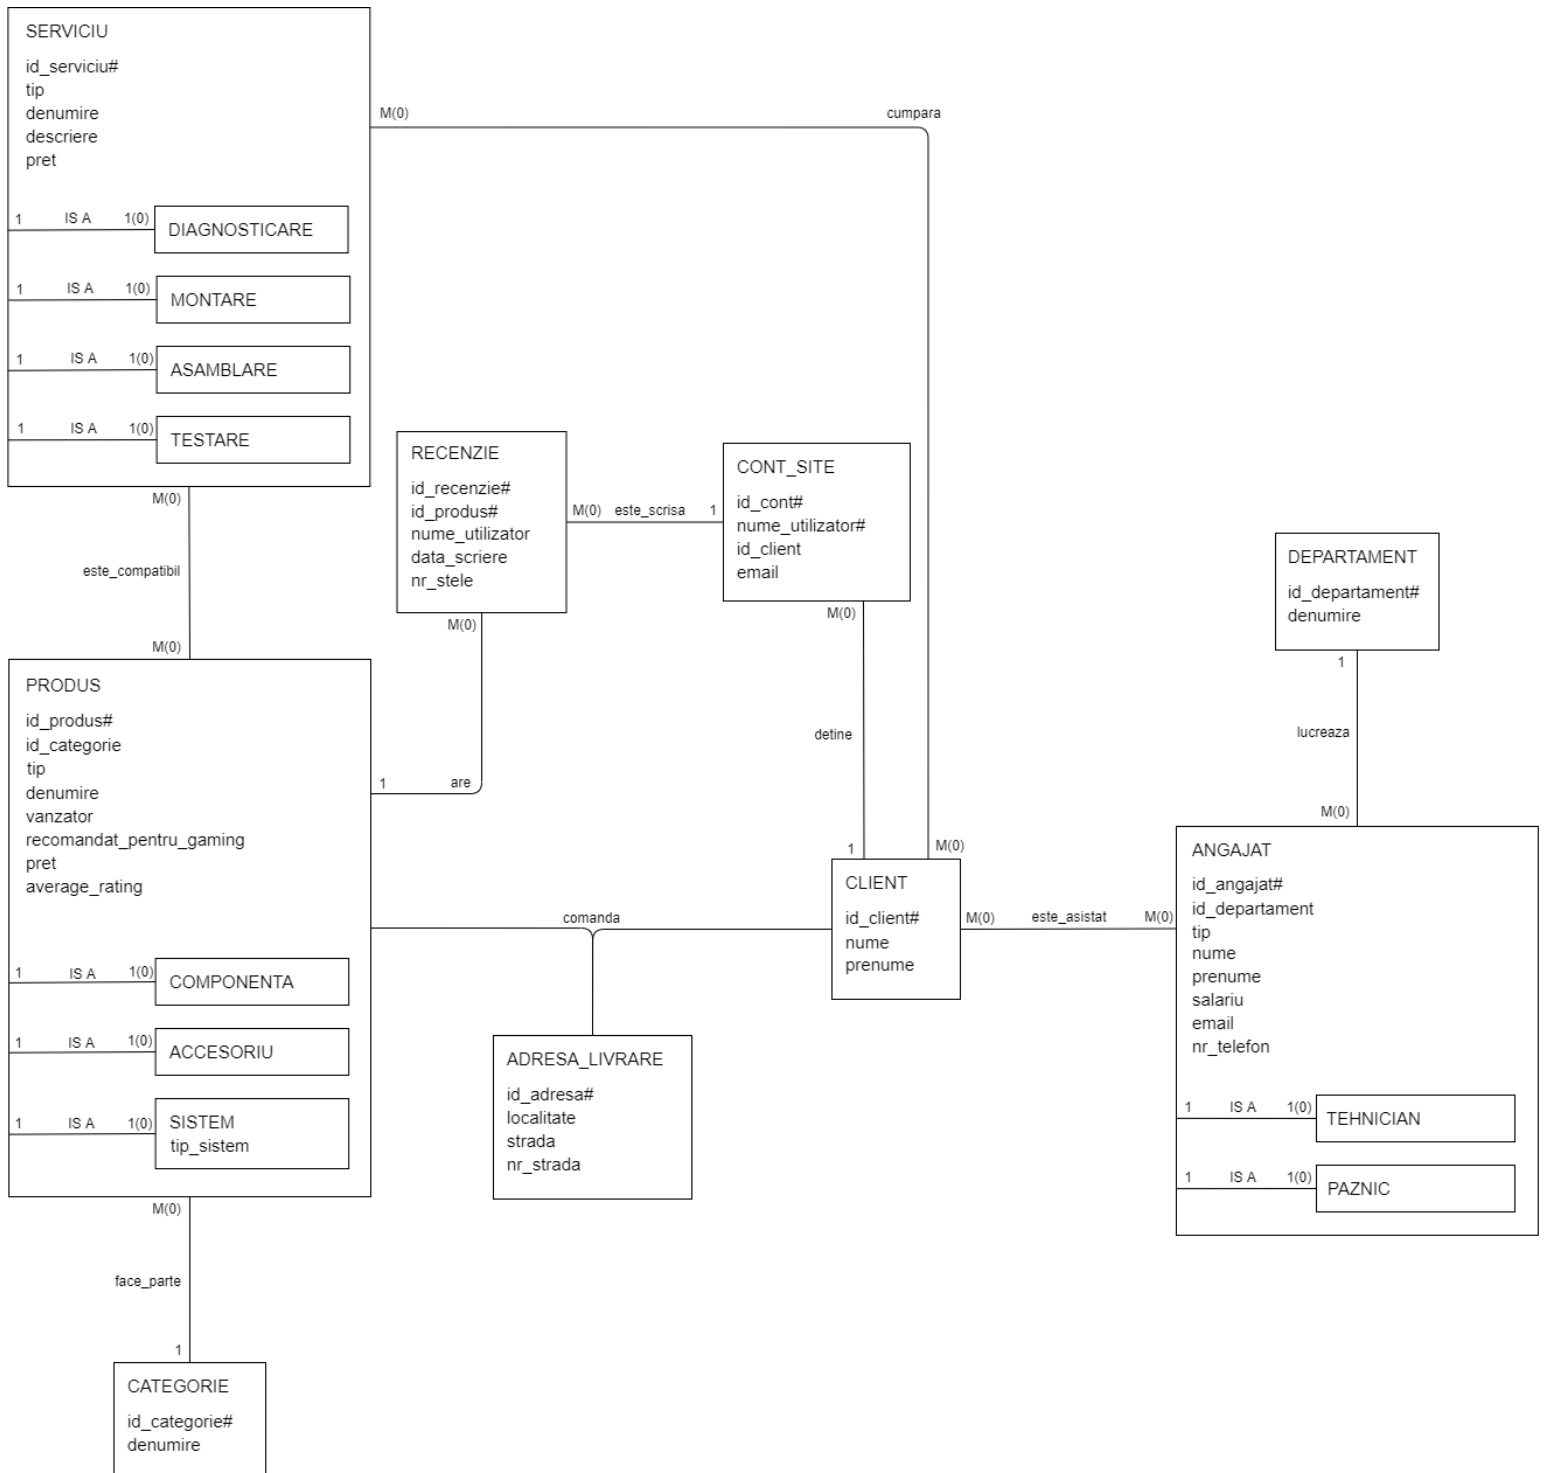 SERVICIU
id_serviciu#
tip
denumire
descriere
pret
1 IS A 1(0) DIAGNOSTICARE
1 IS A 1(0) MONTARE
1 IS A 1(0) ASAMBLARE
1 IS A 1(0) TESTARE
M(0) cumpara
M(0)
este_compatibil
M(0)
RECENZIE
id_recenzie#
id_produs#
nume_utilizator
data_scriere
nr_stele
M(0) este_scrisa 1
CONT_SITE
id_cont#
nume_utilizator#
id_client
email
M(0)
M(0)
detine
1
M(0)
1 are
DEPARTAMENT
id_departament#
denumire
1
lucreaza
M(0)
PRODUS
id_produs#
id_categorie
tip
denumire
vanzator
recomandat_pentru_gaming
pret
average_rating
1 IS A 1(0) COMPONENTA
1 IS A 1(0) ACCESORIU
1 IS A 1(0) SISTEM
tip_sistem
comanda
CLIENT
id_client#
nume
prenume
M(0) este_asistat M(0)
ANGAJAT
id_angajat#
id_departament
tip
nume
prenume
salariu
email
nr_telefon
1 IS A 1(0) TEHNICIAN
1 IS A 1(0) PAZNIC
ADRESA_LIVRARE
id_adresa#
localitate
strada
nr_strada
M(0)
face_parte
1
CATEGORIE
id_categorie#
denumire